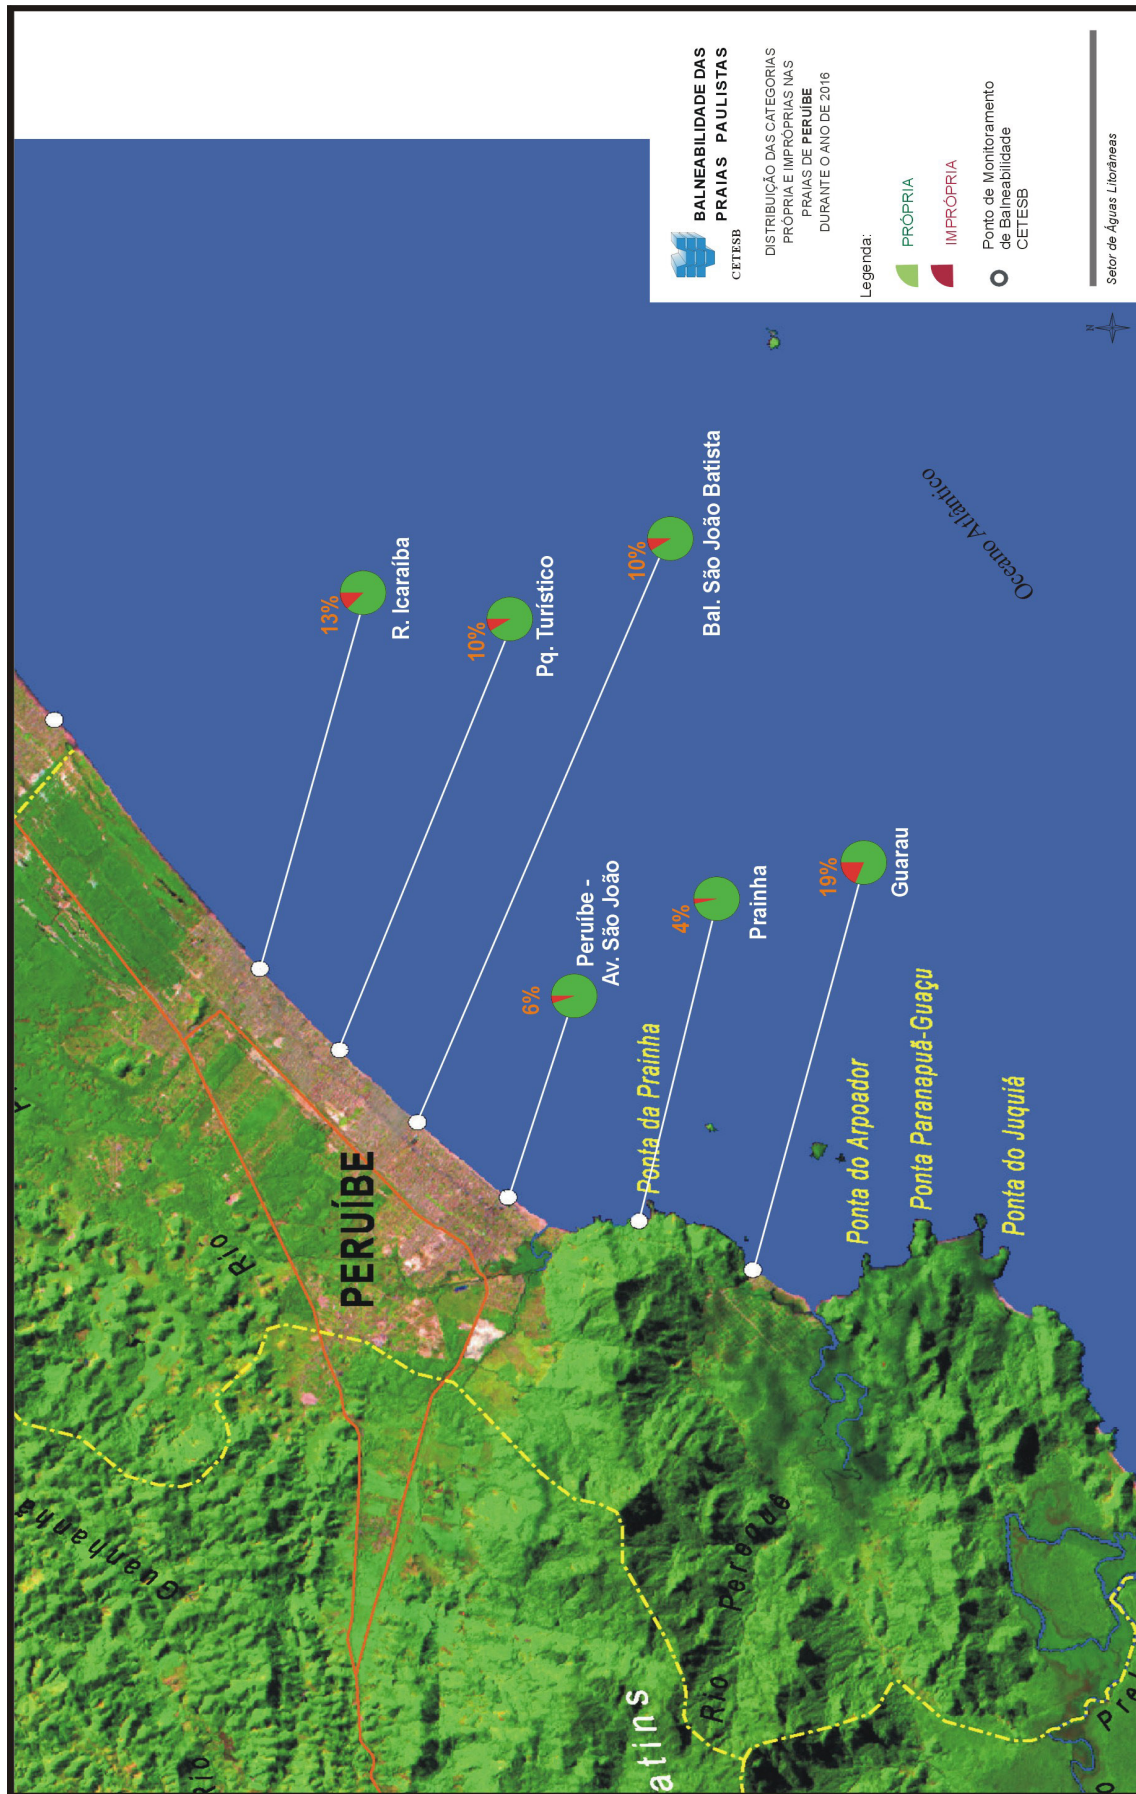 BALNEABILIDADE DAS
PRAIAS PAULISTAS
CETESB
DISTRIBUIÇÃO DAS CATEGORIAS
PRÓPRIA E IMPRÓPRIAS NAS
PRAIAS DE PERUÍBE
DURANTE O ANO DE 2016
Legenda:
PRÓPRIA
IMPRÓPRIA
Ponto de Monitoramento
de Balneabilidade
CETESB
Setor de Águas Litorâneas
N
13%
R. Icaraíba
10%
Pq. Turístico
10%
Bal. São João Batista
6%
Peruíbe -
Av. São João
4%
Prainha
19%
Guarau
Oceano Atlântico
Ponta da Prainha
Ponta do Arpoador
Ponta Paranapuã-Guaçu
Ponta do Juquiá
PERUÍBE
Rio
Guanhanhã
Rio
Rio Perequê
atins
Pre